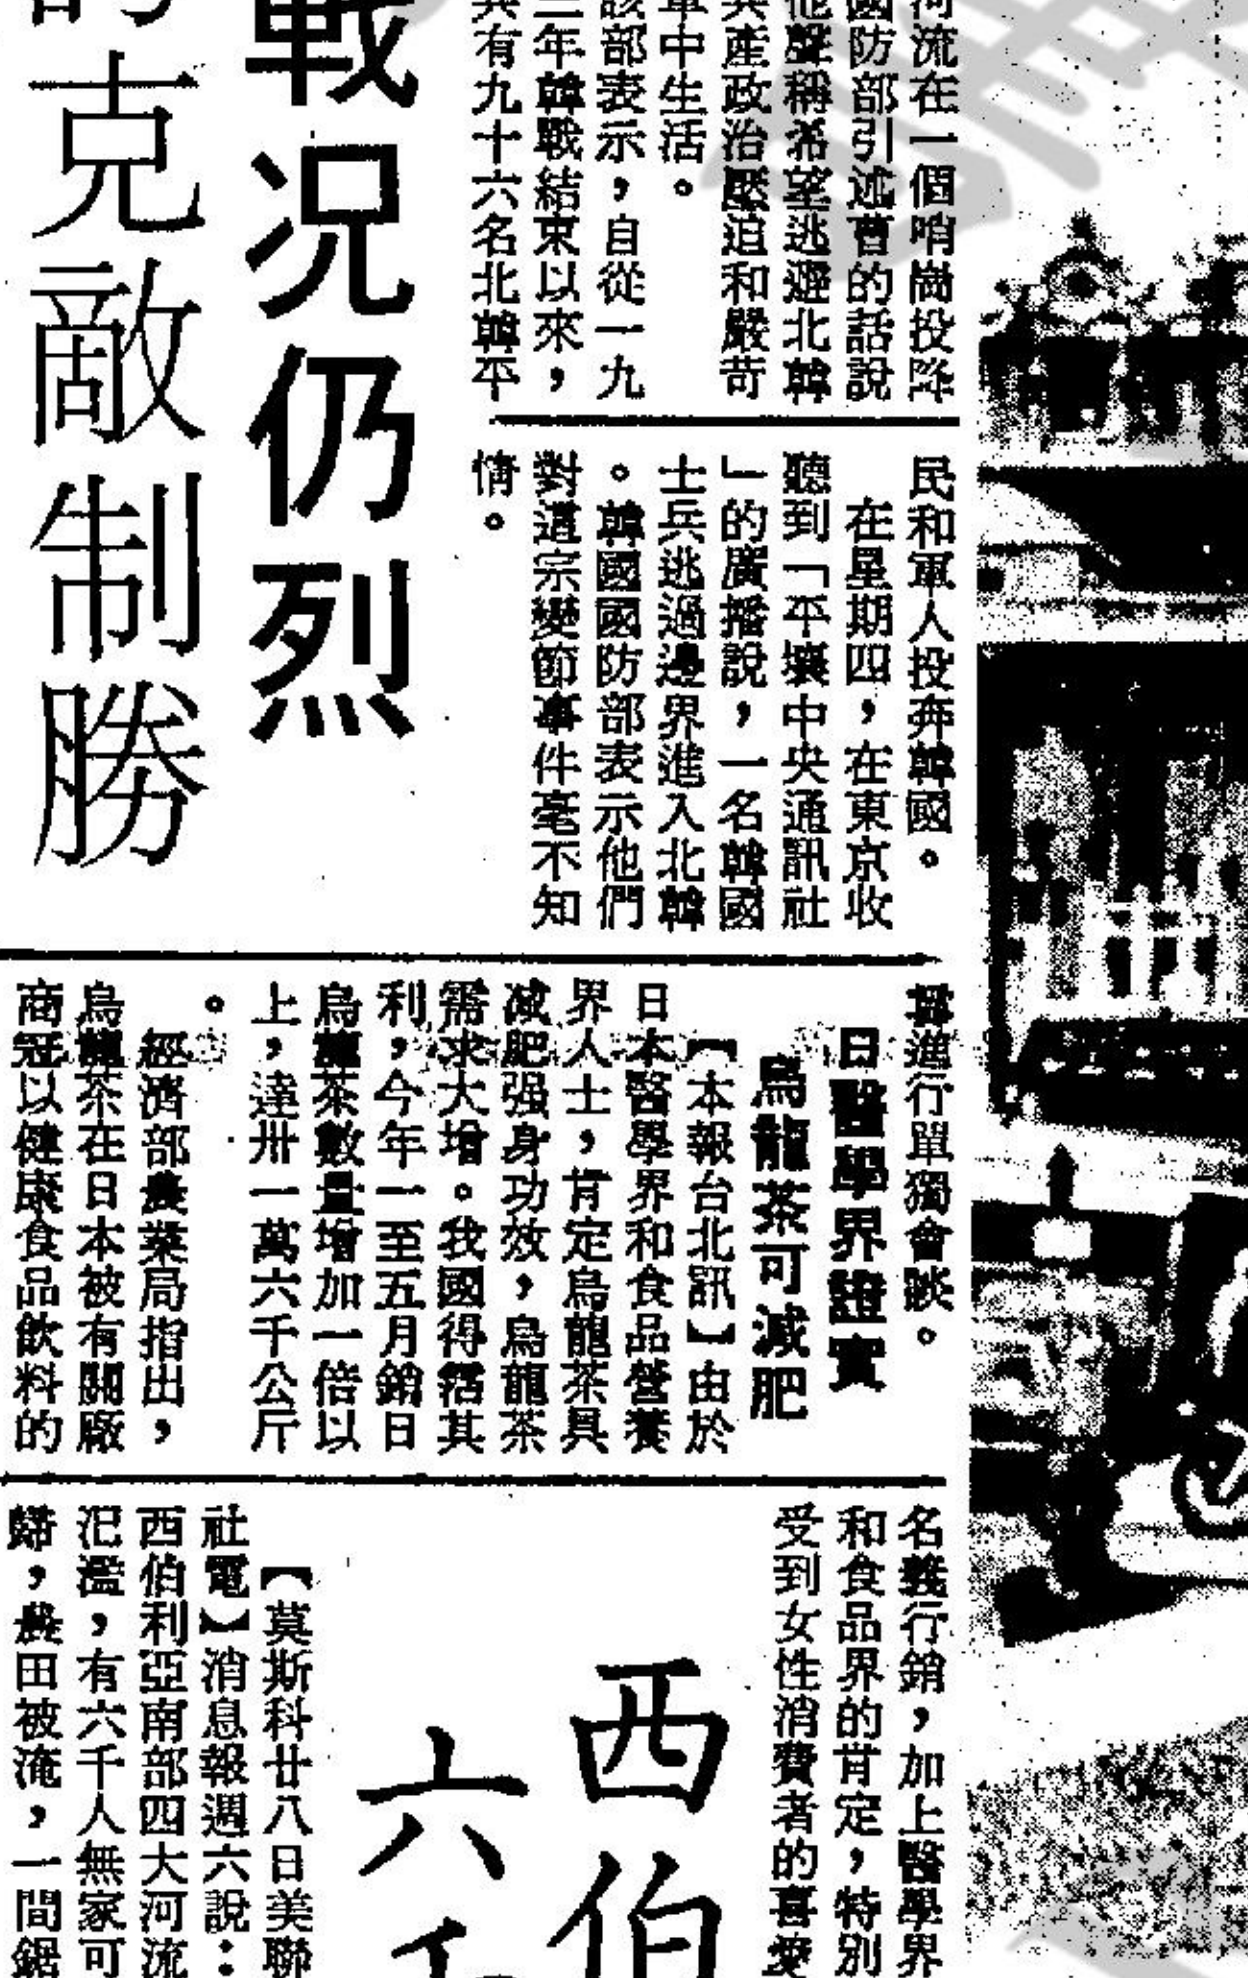 河流在一個哨崗投降
國防部引述曹的話說
他聲稱希望逃避北韓
共產政治壓迫和嚴苛
軍中生活。
該部表示，自從一九
三年韓戰結束以來，
共有九十六名北韓平
民和軍人投奔韓國。
在星期四，在東京收
聽到「平壤中央通訊社
」的廣播說，一名韓國
士兵逃過邊界進入北韓
。韓國國防部表示他們
對這宗變節事件毫不知
情。
戰況仍烈
克敵制勝
進行單獨會談。
日醫學界證實
烏龍茶可減肥
【本報台北訊】由於
日本醫學界和食品營養
界人士，肯定烏龍茶具
減肥强身功效，烏龍茶
需求大增。我國得霑其
利，今年一至五月銷日
烏龍茶數量增加一倍以
上，達卅一萬六千公斤
。
經濟部農業局指出，
烏龍茶在日本被有關廠
商冠以健康食品飲料的
名義行銷，加上醫學界
和食品界的肯定，特別
受到女性消費者的喜愛
西伯
六
【莫斯科廿八日美聯
社電】消息報週六說：
西伯利亞南部四大河流
氾濫，有六千人無家可
歸，農田被淹，一間鋸